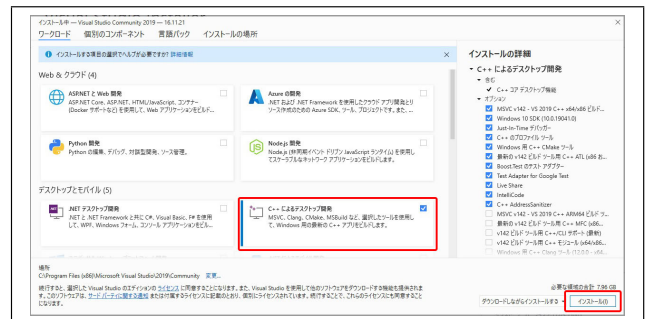 インストール中 — Visual Studio Community 2019 — 16.11.21
ワークロード 個別のコンポーネント 言語パック インストールの場所
インストールする項目の選択でヘルプが必要ですか? 詳細情報
Web & クラウド (4)
ASP.NET と Web 開発
ASP.NET Core、ASP.NET、HTML/JavaScript、コンテナー
(Docker サポートなど) を使用して、Web アプリケーションをビルド...
Azure の開発
.NET および .NET Framework を使用したクラウド アプリ開発とリ
ソース作成のための Azure SDK、ツール、プロジェクトです。また、...
Python 開発
Python の編集、デバッグ、対話型開発、ソース管理。
Node.js 開発
Node.js (非同期イベント ドリブン JavaScript ランタイム) を使用し
てスケーラブルなネットワーク アプリケーションをビルドします。
デスクトップとモバイル (5)
.NET デスクトップ開発
.NET と .NET Framework と共に C#、Visual Basic、F# を使用
して、WPF、Windows フォーム、コンソール アプリケーションをビル...
C++ によるデスクトップ開発
MSVC、Clang、CMake、MSBuild など、選択したツールを使用し
て、Windows 用の最新の C++ アプリをビルドします。
インストールの詳細
C++ によるデスクトップ開発
含む
C++ コア デスクトップ機能
オプション
MSVC v142 - VS 2019 C++ x64/x86 ビルド...
Windows 10 SDK (10.0.19041.0)
Just-In-Time デバッガー
C++ のプロファイル ツール
Windows 用 C++ CMake ツール
最新の v142 ビルド ツール用 C++ ATL (x86 お...
Boost.Test のテスト アダプター
Test Adapter for Google Test
Live Share
IntelliCode
C++ AddressSanitizer
MSVC v142 - VS 2019 C++ ARM64 ビルド ツ...
最新の v142 ビルド ツール用 C++ MFC (x86...
v142 ビルド ツール用 C++/CLI サポート (最新)
v142 ビルド ツール用 C++ モジュール (x64/x86...
Windows 用 C++ Clang ツール (12.0.0 - x64...
場所
C:\Program Files (x86)\Microsoft Visual Studio\2019\Community 変更...
続行すると、選択した Visual Studio のエディションの ライセンス に同意することになります。また、Visual Studio を使用して他のソフトウェアをダウンロードする機能も提供されま
す。このソフトウェアは、サード パーティに関する通知 または付属するライセンスに記載のとおり、個別にライセンスされています。続行することで、これらのライセンスにも同意すること
になります。
必要な領域の合計 7.96 GB
ダウンロードしながらインストールする インストール(I)